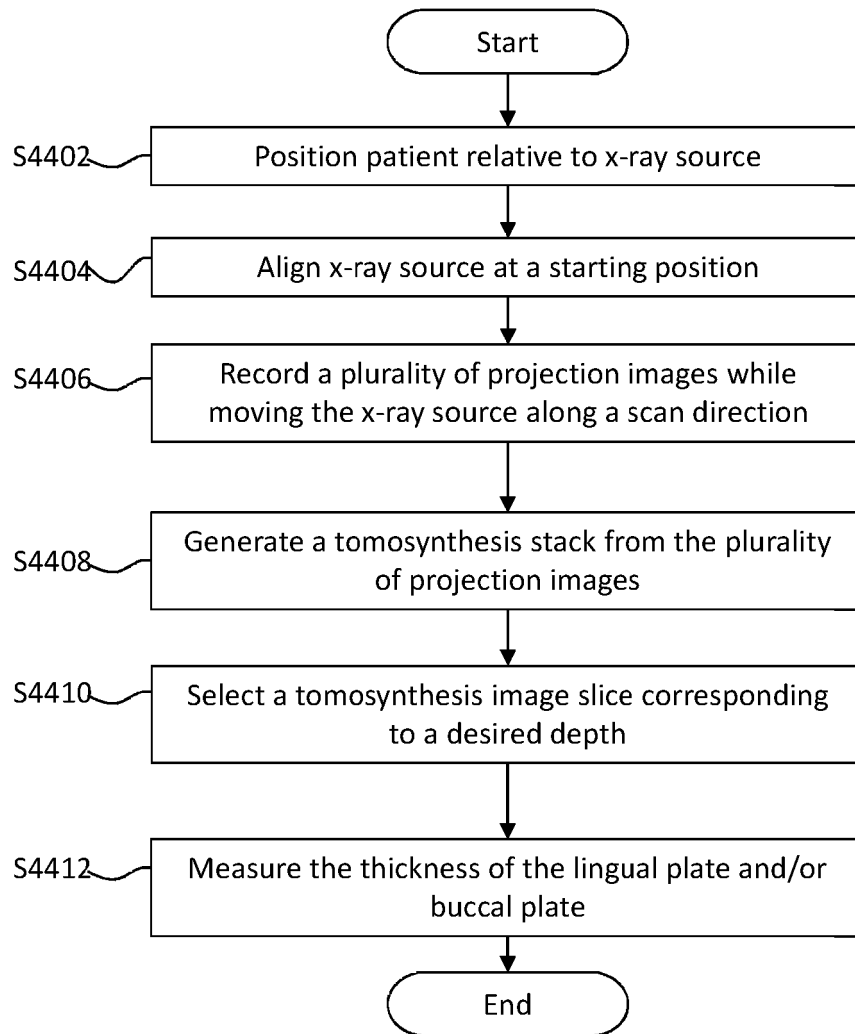 Start
S4402
Position patient relative to x-ray source
S4404
Align x-ray source at a starting position
S4406
Record a plurality of projection images while
moving the x-ray source along a scan direction
S4408
Generate a tomosynthesis stack from the plurality
of projection images
S4410
Select a tomosynthesis image slice corresponding
to a desired depth
S4412
Measure the thickness of the lingual plate and/or
buccal plate
End